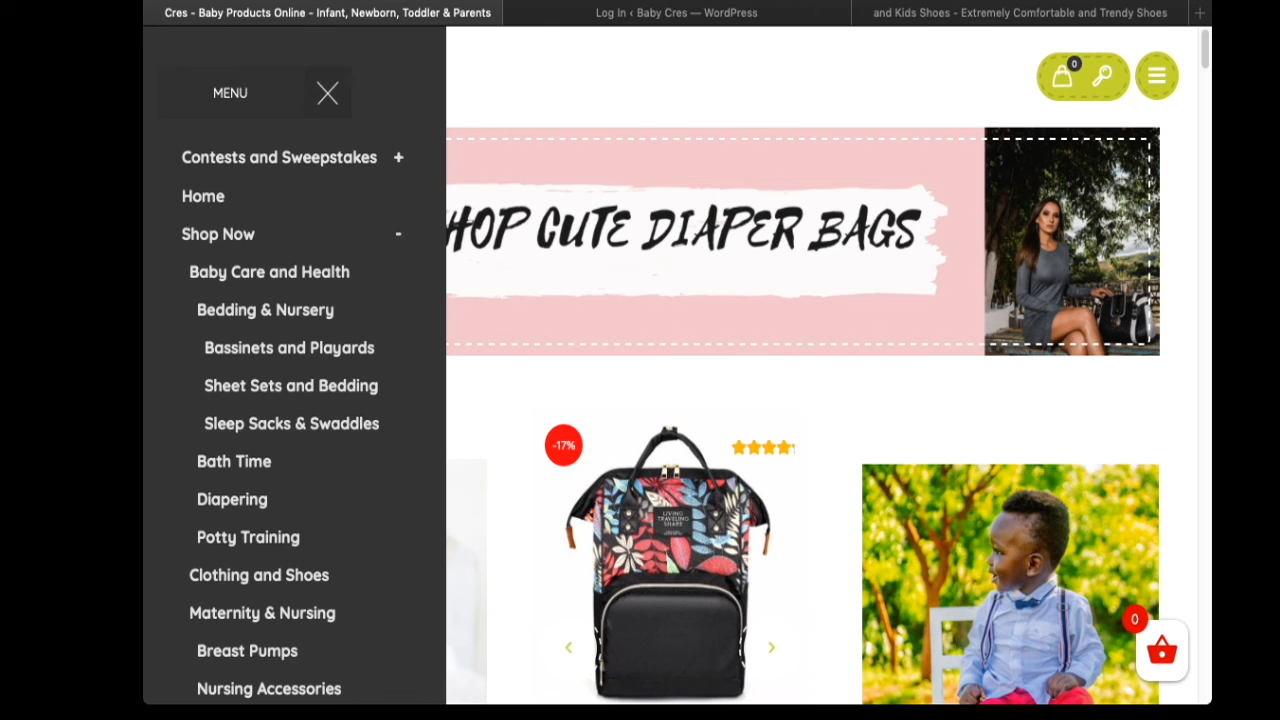 Cres - Baby Products Online - Infant, Newborn, Toddler & Parents
Log In ‹ Baby Cres — WordPress
and Kids Shoes - Extremely Comfortable and Trendy Shoes
+
MENU
0
Contests and Sweepstakes +
Home
Shop Now -
Baby Care and Health
Bedding & Nursery
Bassinets and Playards
Sheet Sets and Bedding
Sleep Sacks & Swaddles
Bath Time
Diapering
Potty Training
Clothing and Shoes
Maternity & Nursing
Breast Pumps
Nursing Accessories
HOP CUTE DIAPER BAGS
-17%
LIVING
TRAVELING
SHARE
0